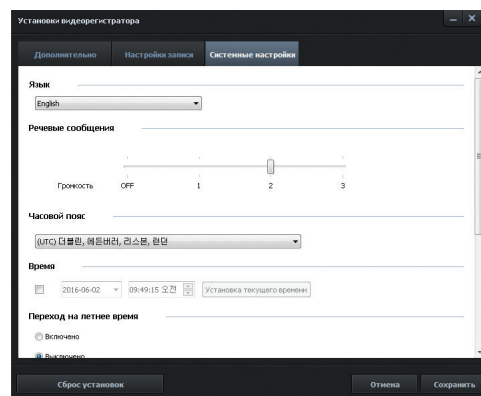 Установки видеорегистратора
Дополнительно Настройки записи Системные настройки
Язык
English
Речевые сообщения
Громкость OFF 1 2 3
Часовой пояс
(UTC) 더블린, 에든버러, 리스본, 런던
Время
2016-06-02 09:49:15 오전 Установка текущего времени
Переход на летнее время
Включено
Выключено
Сброс установок Отмена Сохранить